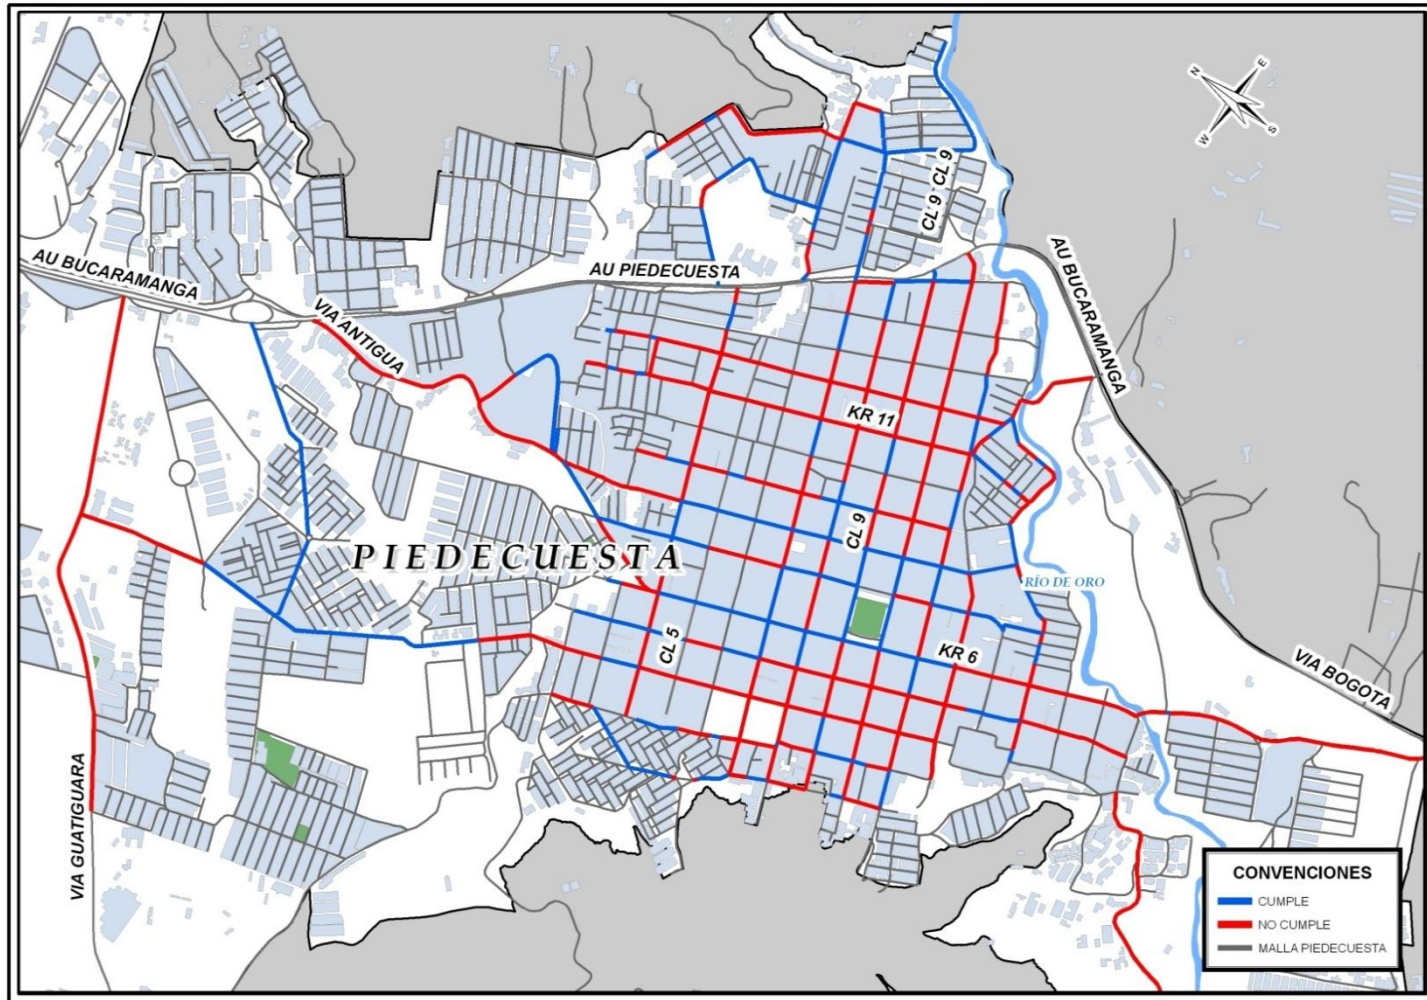 N
E
W
S
CL 9
CL 9
AU BUCARAMANGA
AU PIEDECUESTA
AU BUCARAMANGA
VIA ANTIGUA
KR 11
CL 9
PIEDECUESTA
RÍO DE ORO
CL 5
KR 6
VIA BOGOTA
VIA GUATIGUARA
CONVENCIONES
CUMPLE
NO CUMPLE
MALLA PIEDECUESTA